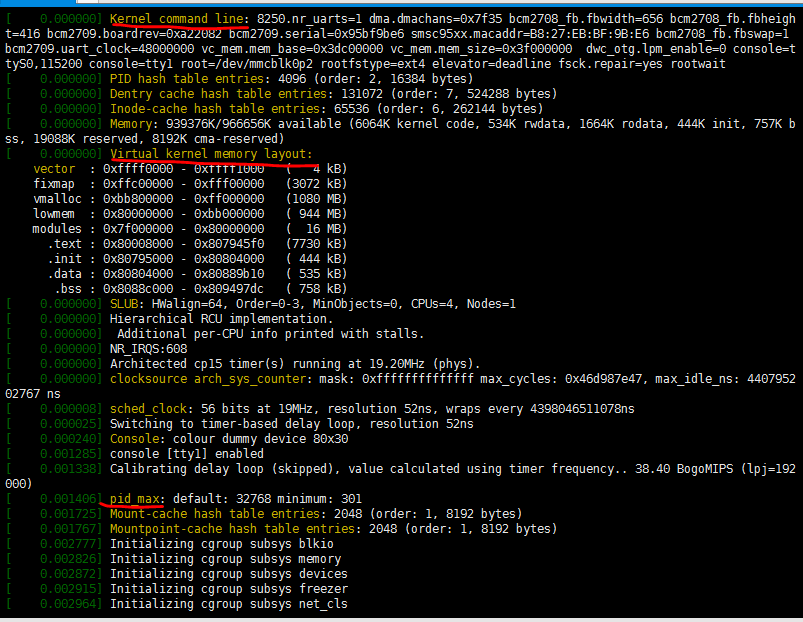 [    0.000000] Kernel command line: 8250.nr_uarts=1 dma.dmachans=0x7f35 bcm2708_fb.fbwidth=656 bcm2708_fb.fbheigh
t=416 bcm2709.boardrev=0xa22082 bcm2709.serial=0x95bf9be6 smsc95xx.macaddr=B8:27:EB:BF:9B:E6 bcm2708_fb.fbswap=1
bcm2709.uart_clock=48000000 vc_mem.mem_base=0x3dc00000 vc_mem.mem_size=0x3f000000  dwc_otg.lpm_enable=0 console=t
tyS0,115200 console=tty1 root=/dev/mmcblk0p2 rootfstype=ext4 elevator=deadline fsck.repair=yes rootwait
[    0.000000] PID hash table entries: 4096 (order: 2, 16384 bytes)
[    0.000000] Dentry cache hash table entries: 131072 (order: 7, 524288 bytes)
[    0.000000] Inode-cache hash table entries: 65536 (order: 6, 262144 bytes)
[    0.000000] Memory: 939376K/966656K available (6064K kernel code, 534K rwdata, 1664K rodata, 444K init, 757K b
ss, 19088K reserved, 8192K cma-reserved)
[    0.000000] Virtual kernel memory layout:
    vector  : 0xffff0000 - 0xffff1000   (   4 kB)
    fixmap  : 0xffc00000 - 0xfff00000   (3072 kB)
    vmalloc : 0xbb800000 - 0xff000000   (1080 MB)
    lowmem  : 0x80000000 - 0xbb000000   ( 944 MB)
    modules : 0x7f000000 - 0x80000000   (  16 MB)
      .text : 0x80008000 - 0x807945f0   (7730 kB)
      .init : 0x80795000 - 0x80804000   ( 444 kB)
      .data : 0x80804000 - 0x80889b10   ( 535 kB)
       .bss : 0x8088c000 - 0x809497dc   ( 758 kB)
[    0.000000] SLUB: HWalign=64, Order=0-3, MinObjects=0, CPUs=4, Nodes=1
[    0.000000] Hierarchical RCU implementation.
[    0.000000]  Additional per-CPU info printed with stalls.
[    0.000000] NR_IRQS:608
[    0.000000] Architected cp15 timer(s) running at 19.20MHz (phys).
[    0.000000] clocksource arch_sys_counter: mask: 0xffffffffffffff max_cycles: 0x46d987e47, max_idle_ns: 4407952
02767 ns
[    0.000008] sched_clock: 56 bits at 19MHz, resolution 52ns, wraps every 4398046511078ns
[    0.000025] Switching to timer-based delay loop, resolution 52ns
[    0.000240] Console: colour dummy device 80x30
[    0.001285] console [tty1] enabled
[    0.001338] Calibrating delay loop (skipped), value calculated using timer frequency.. 38.40 BogoMIPS (lpj=192
000)
[    0.001406] pid_max: default: 32768 minimum: 301
[    0.001725] Mount-cache hash table entries: 2048 (order: 1, 8192 bytes)
[    0.001767] Mountpoint-cache hash table entries: 2048 (order: 1, 8192 bytes)
[    0.002777] Initializing cgroup subsys blkio
[    0.002826] Initializing cgroup subsys memory
[    0.002872] Initializing cgroup subsys devices
[    0.002915] Initializing cgroup subsys freezer
[    0.002964] Initializing cgroup subsys net_cls